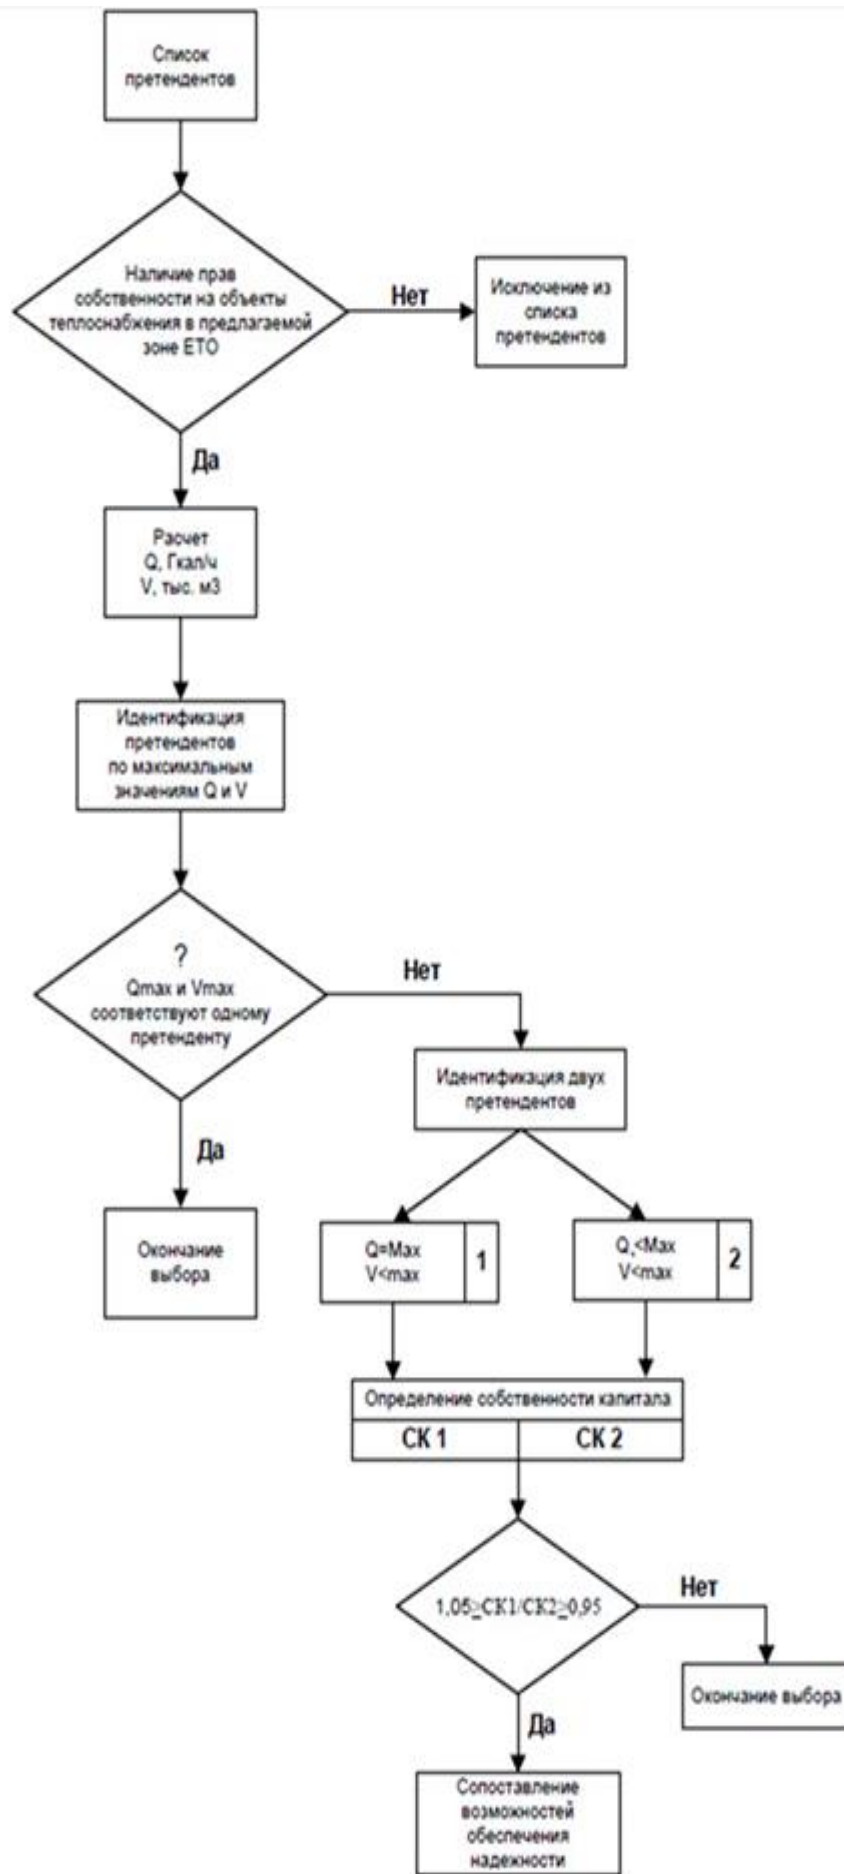 Список
претендентов
Наличие прав
собственности на объекты
теплоснабжения в предлагаемой
зоне ЕТО
Нет
Исключение из
списка
претендентов
Да
Расчет
Q, Гкал/ч
V, тыс. м3
Идентификация
претендентов
по максимальным
значениям Q и V
?
Qmax и Vmax
соответствуют одному
претенденту
Нет
Идентификация двух
претендентов
Да
Окончание
выбора
Q=Max
V<max
1
Q,<Max
V<max
2
Определение собственности капитала
СК 1
СК 2
1,05≥СК1/СК2≥0,95
Нет
Окончание выбора
Да
Сопоставление
возможностей
обеспечения
надежности